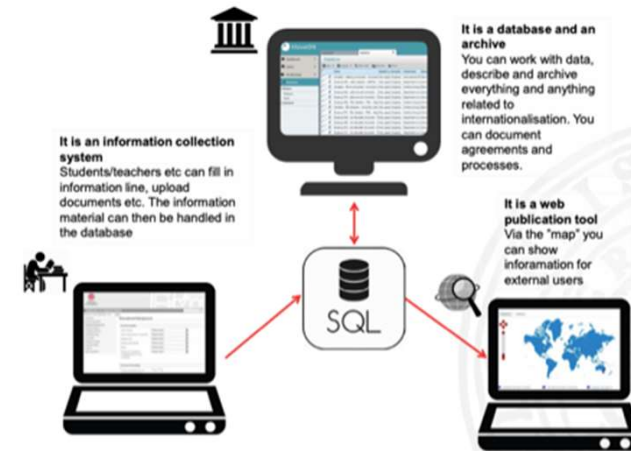 It is a database and an
archive
You can work with data,
describe and archive
everything and anything
related to
internationalisation. You
can document
agreements and
processes.
It is an information collection
system
Students/teachers etc can fill in
information line, upload
documents etc. The information
material can then be handled in
the database
It is a web
publication tool
Via the "map" you
can show
inforamation for
external users
SQL